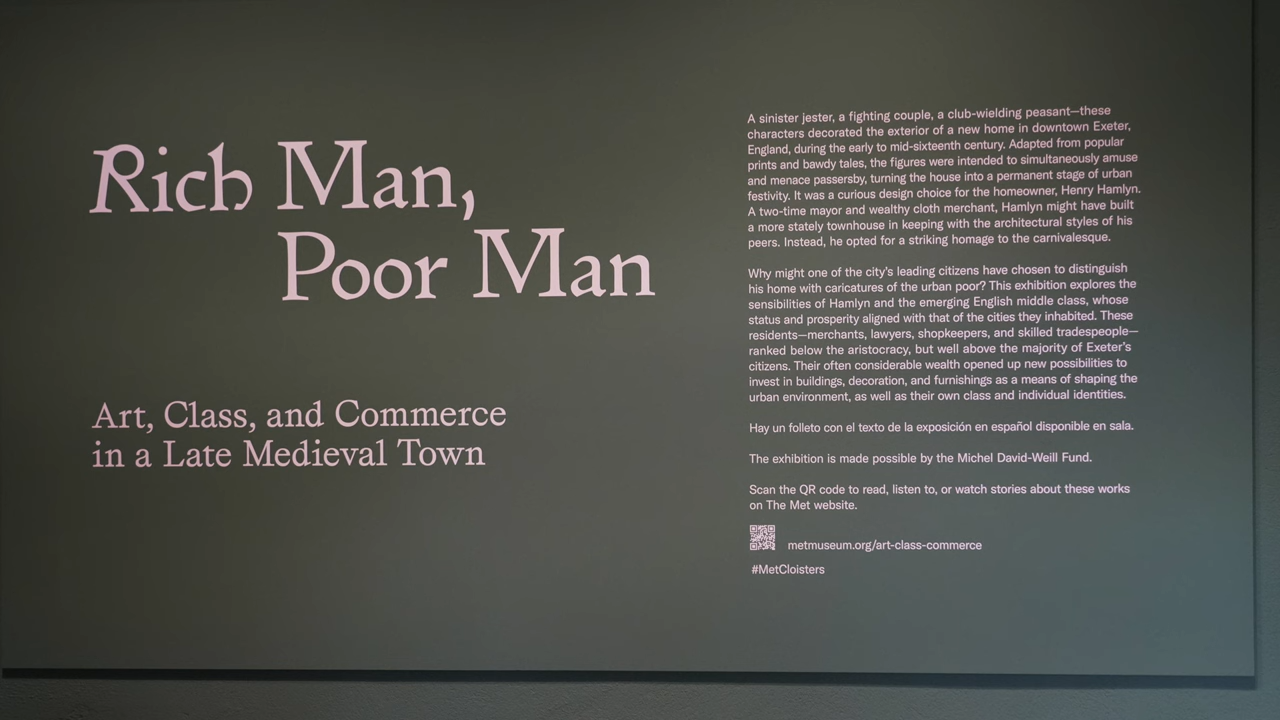 Rich Man,
Poor Man
Art, Class, and Commerce
in a Late Medieval Town
A sinister jester, a fighting couple, a club-wielding peasant—these
characters decorated the exterior of a new home in downtown Exeter,
England, during the early to mid-sixteenth century. Adapted from popular
prints and bawdy tales, the figures were intended to simultaneously amuse
and menace passersby, turning the house into a permanent stage of urban
festivity. It was a curious design choice for the homeowner, Henry Hamlyn.
A two-time mayor and wealthy cloth merchant, Hamlyn might have built
a more stately townhouse in keeping with the architectural styles of his
peers. Instead, he opted for a striking homage to the carnivalesque.
Why might one of the city's leading citizens have chosen to distinguish
his home with caricatures of the urban poor? This exhibition explores the
sensibilities of Hamlyn and the emerging English middle class, whose
status and prosperity aligned with that of the cities they inhabited. These
residents—merchants, lawyers, shopkeepers, and skilled tradespeople—
ranked below the aristocracy, but well above the majority of Exeter's
citizens. Their often considerable wealth opened up new possibilities to
invest in buildings, decoration, and furnishings as a means of shaping the
urban environment, as well as their own class and individual identities.
Hay un folleto con el texto de la exposición en español disponible en sala.
The exhibition is made possible by the Michel David-Weill Fund.
Scan the QR code to read, listen to, or watch stories about these works
on The Met website.
metmuseum.org/art-class-commerce
#MetCloisters